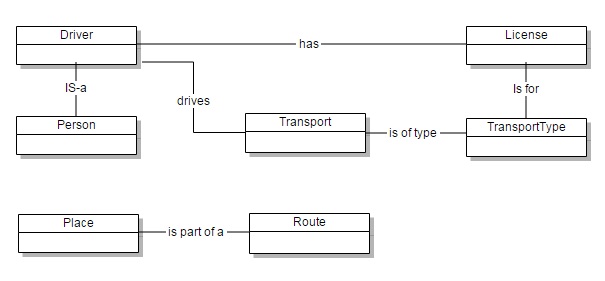 Driver
has
License
IS-a
drives
Is for
Person
Transport
is of type
TransportType
Place
is part of a
Route